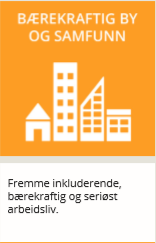 BÆREKRAFTIG BY
OG SAMFUNN
Fremme inkluderende,
bærekraftig og seriøst
arbeidsliv.